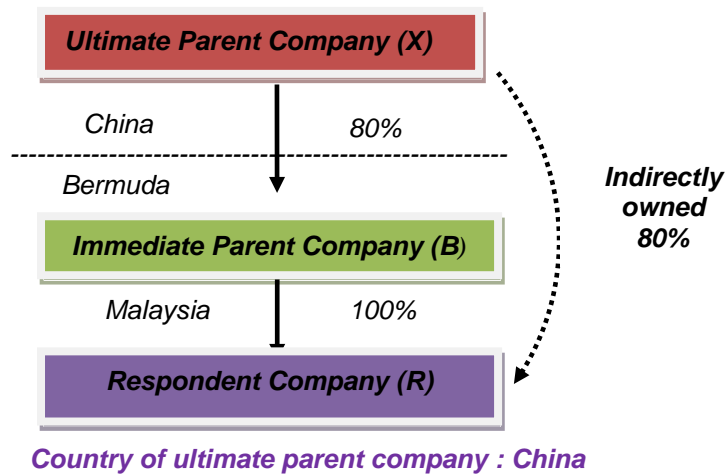 Ultimate Parent Company (X)
China 80%
Bermuda
Indirectly
owned
80%
Immediate Parent Company (B)
Malaysia 100%
Respondent Company (R)
Country of ultimate parent company : China